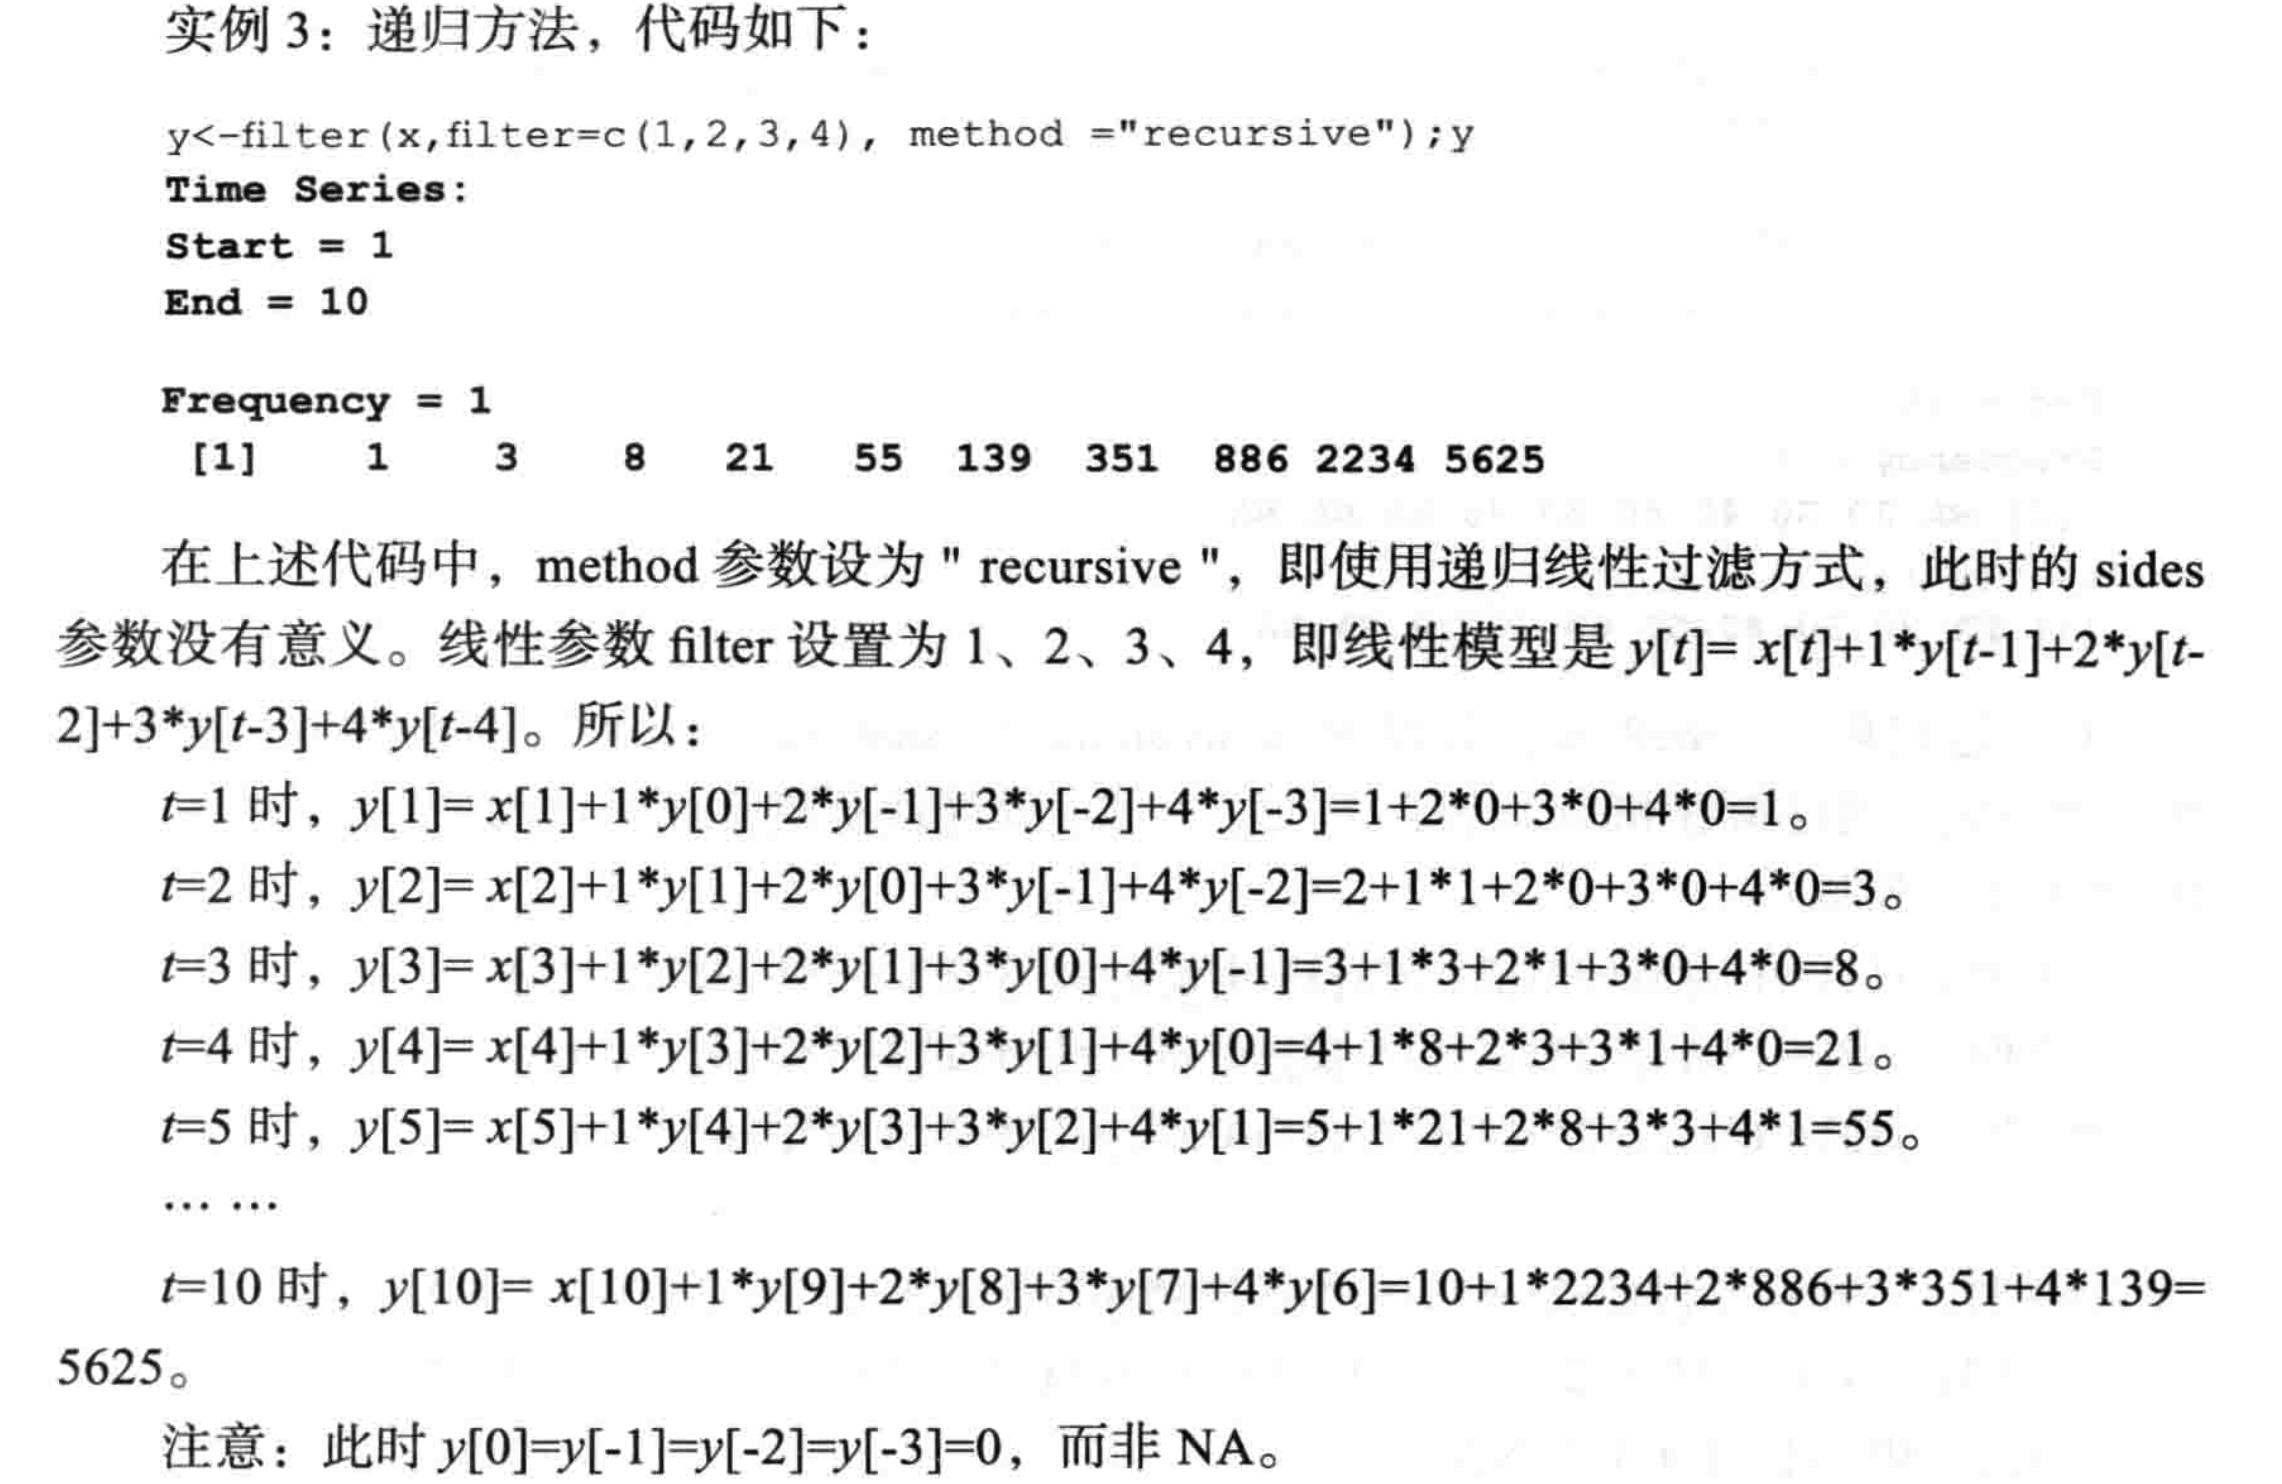 实例 3：递归方法，代码如下：
y<-filter(x,filter=c(1,2,3,4), method ="recursive");y
Time Series:
Start = 1
End = 10
Frequency = 1
[1] 1 3 8 21 55 139 351 886 2234 5625
在上述代码中，method 参数设为 " recursive "，即使用递归线性过滤方式，此时的 sides
参数没有意义。线性参数 filter 设置为 1、2、3、4，即线性模型是 y[t]= x[t]+1*y[t-1]+2*y[t-
2]+3*y[t-3]+4*y[t-4]。所以：
t=1 时，y[1]= x[1]+1*y[0]+2*y[-1]+3*y[-2]+4*y[-3]=1+2*0+3*0+4*0=1。
t=2 时，y[2]= x[2]+1*y[1]+2*y[0]+3*y[-1]+4*y[-2]=2+1*1+2*0+3*0+4*0=3。
t=3 时，y[3]= x[3]+1*y[2]+2*y[1]+3*y[0]+4*y[-1]=3+1*3+2*1+3*0+4*0=8。
t=4 时，y[4]= x[4]+1*y[3]+2*y[2]+3*y[1]+4*y[0]=4+1*8+2*3+3*1+4*0=21。
t=5 时，y[5]= x[5]+1*y[4]+2*y[3]+3*y[2]+4*y[1]=5+1*21+2*8+3*3+4*1=55。
… …
t=10 时，y[10]= x[10]+1*y[9]+2*y[8]+3*y[7]+4*y[6]=10+1*2234+2*886+3*351+4*139=
5625。
注意：此时 y[0]=y[-1]=y[-2]=y[-3]=0，而非 NA。